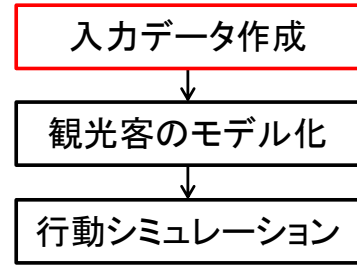 入力データ作成
観光客のモデル化
行動シミュレーション